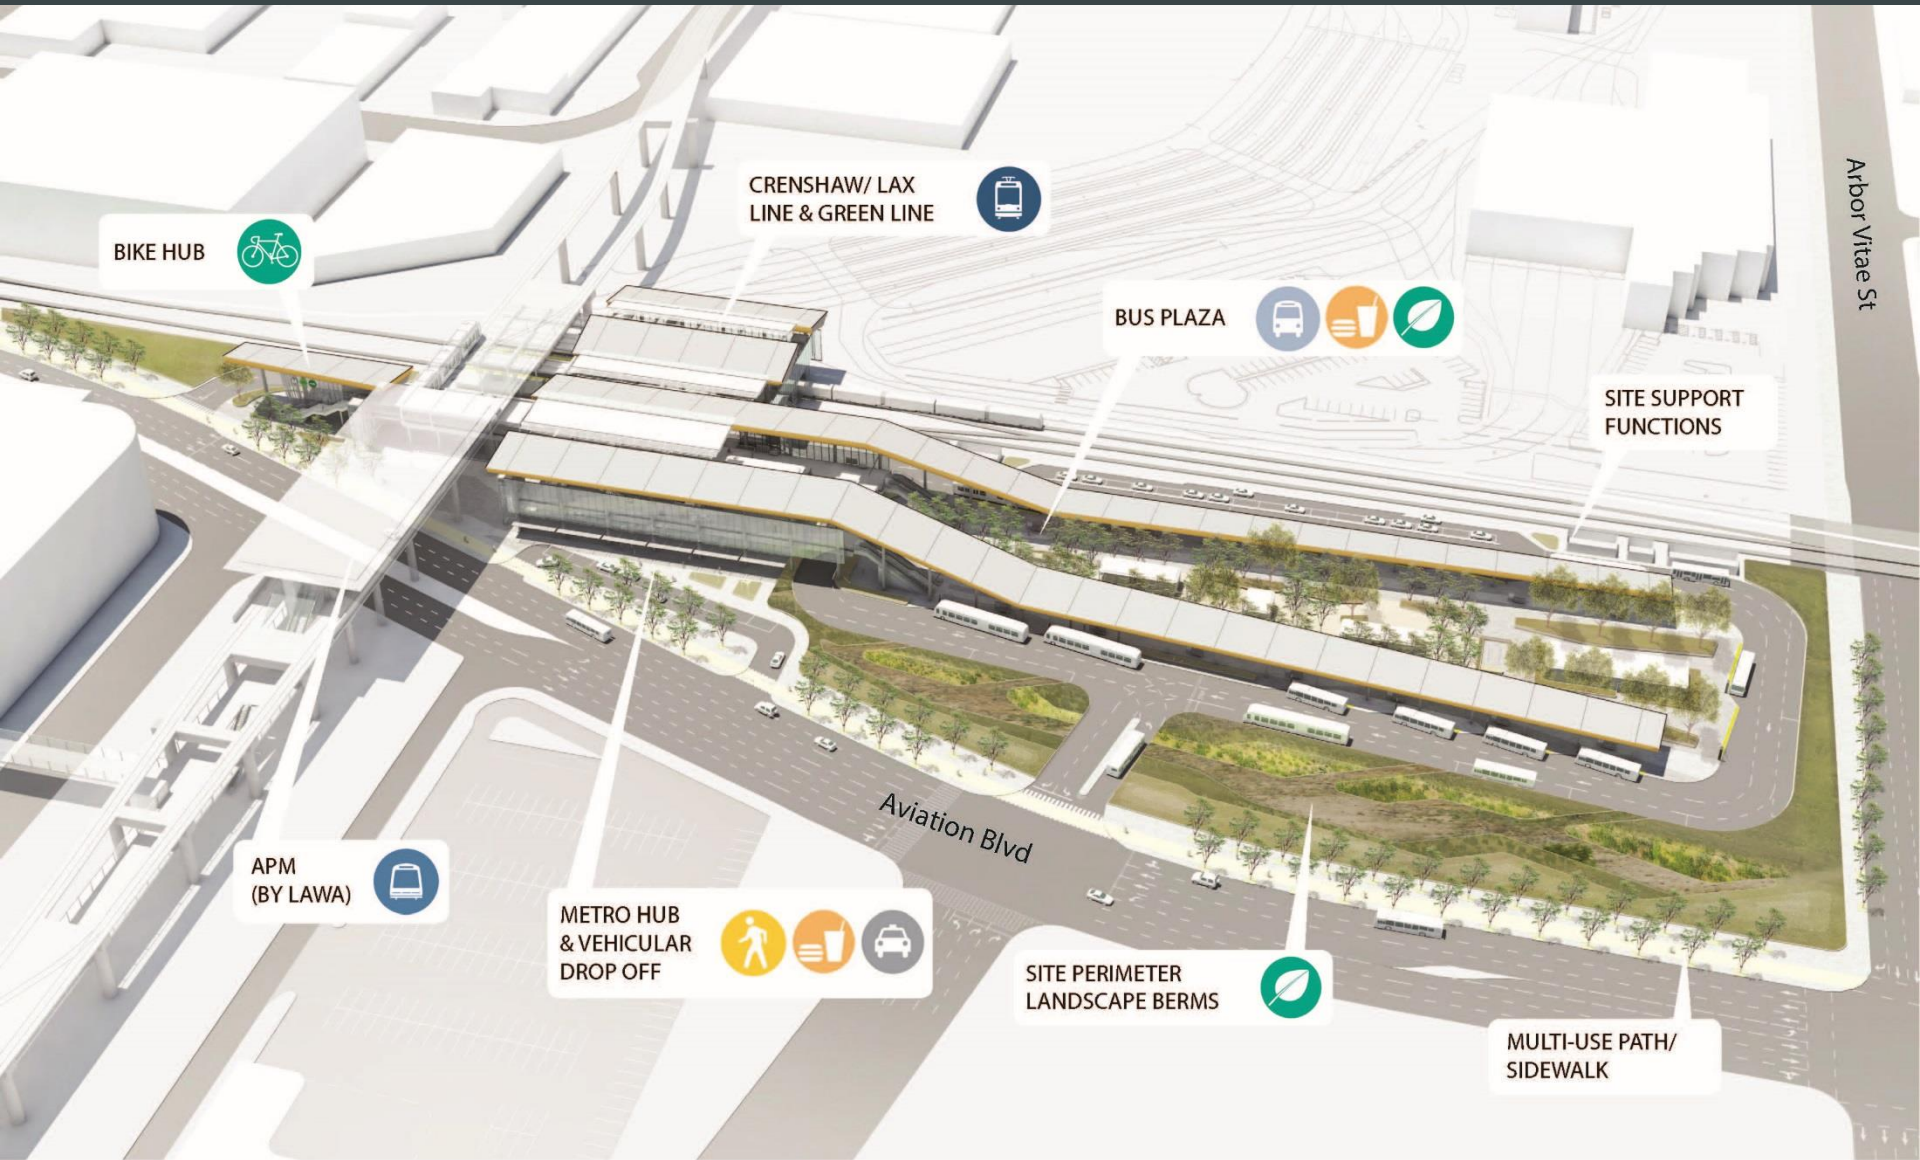 CRENSHAW/ LAX
LINE & GREEN LINE
BIKE HUB
Arbor Vitae St
BUS PLAZA
SITE SUPPORT
FUNCTIONS
Aviation Blvd
APM
(BY LAWA)
METRO HUB
& VEHICULAR
DROP OFF
SITE PERIMETER
LANDSCAPE BERMS
MULTI-USE PATH/
SIDEWALK